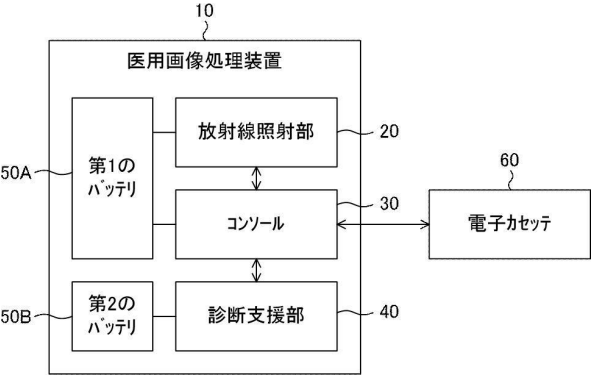 10
医用画像処理装置
放射線照射部
20
50A
第1の
バッテリ
60
30
コンソール
電子カセッテ
50B
第2の
バッテリ
診断支援部
40